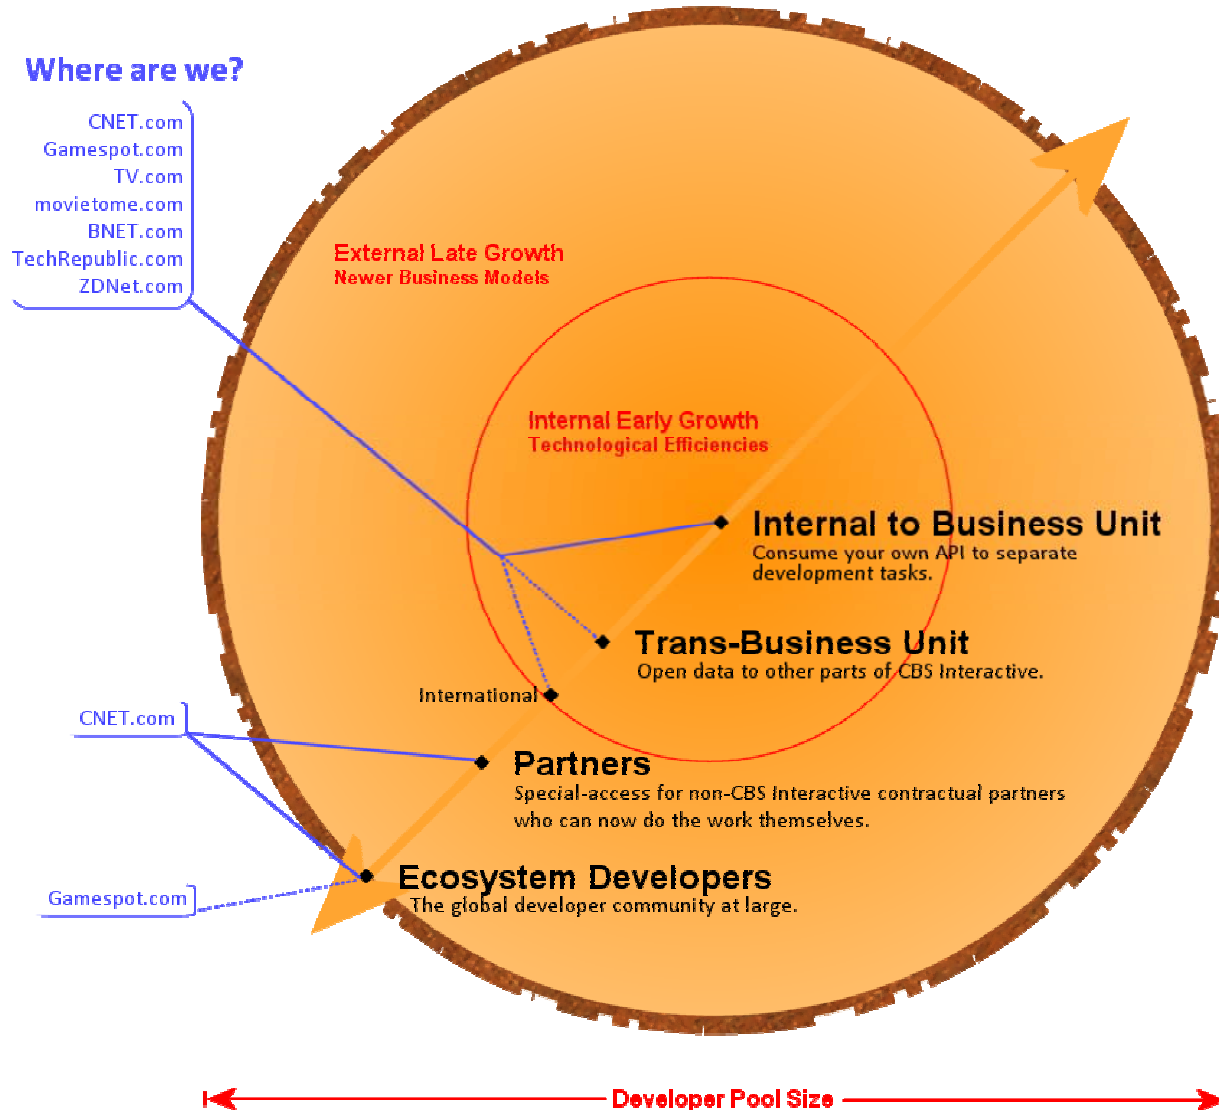 Where are we?
CNET.com
Gamespot.com
TV.com
movietome.com
BNET.com
TechRepublic.com
ZDNet.com
External Late Growth
Newer Business Models
Internal Early Growth
Technological Efficiencies
Internal to Business Unit
Consume your own API to separate
development tasks.
Trans-Business Unit
Open data to other parts of CBS Interactive.
International
CNET.com
Partners
Special-access for non-CBS Interactive contractual partners
who can now do the work themselves.
Ecosystem Developers
The global developer community at large.
Gamespot.com
Developer Pool Size